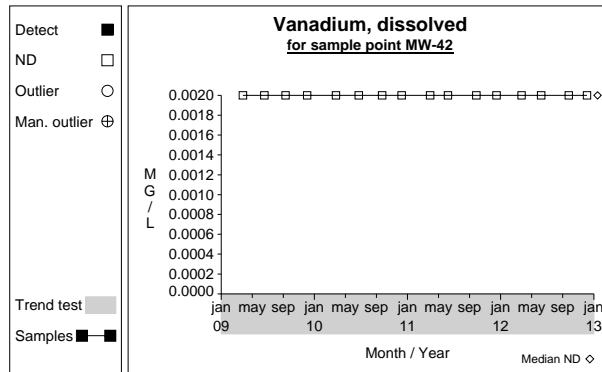 Detect
ND
Outlier
Man. outlier
Trend test
Samples
Vanadium, dissolved
for sample point MW-42
M
G
/
L
0.0020
0.0018
0.0016
0.0014
0.0012
0.0010
0.0008
0.0006
0.0004
0.0002
0.0000
jan may sep jan may sep jan may sep jan may sep jan
09 10 11 12 13
Month / Year
Median ND